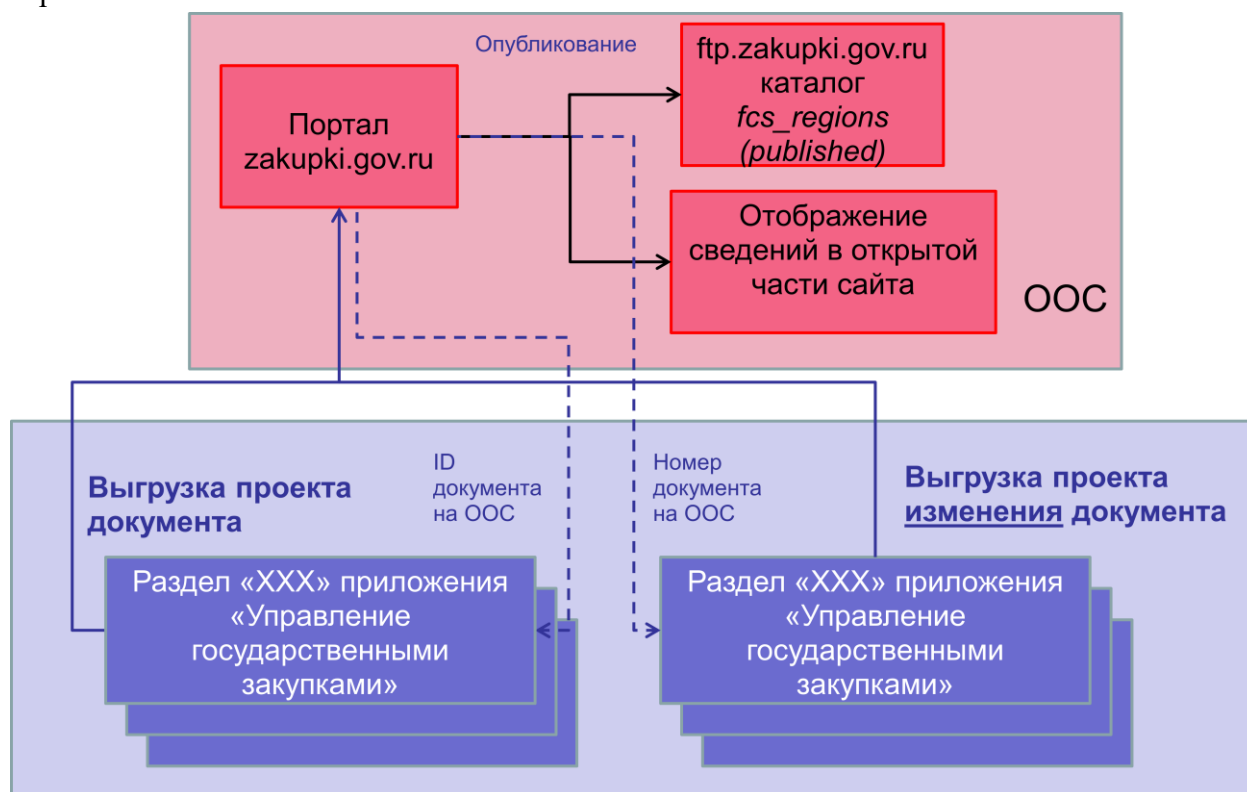 Опубликование
ftp.zakupki.gov.ru
каталог
fcs_regions
(published)
Портал
zakupki.gov.ru
Отображение
сведений в открытой
части сайта
ООС
Выгрузка проекта
документа
ID
документа
на ООС
Номер
документа
на ООС
Выгрузка проекта
изменения документа
Раздел «ХХХ» приложения
«Управление
государственными
закупками»
Раздел «ХХХ» приложения
«Управление
государственными
закупками»